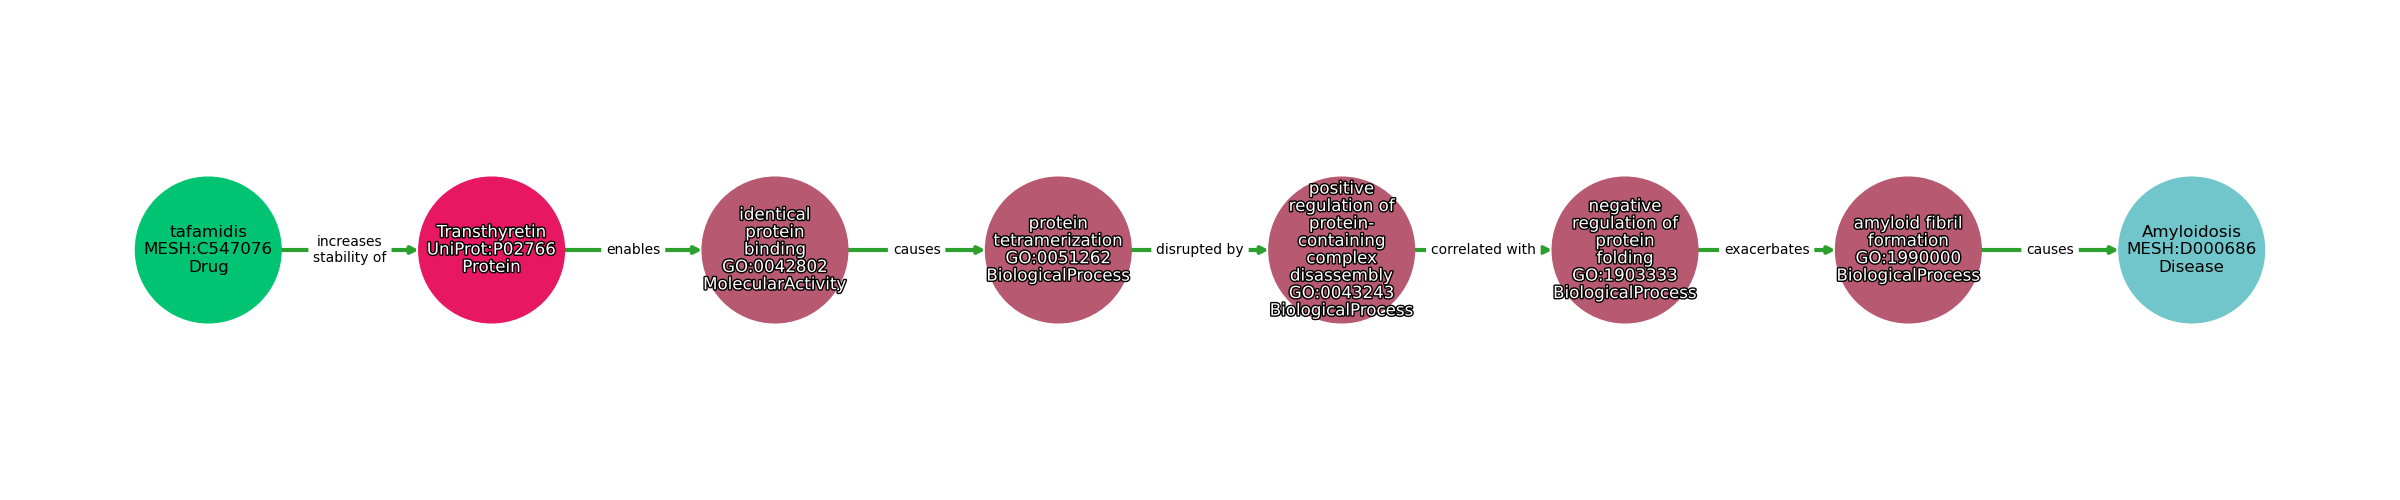 tafamidis
MESH:C547076
Drug
increases
stability of
Transthyretin
UniProt:P02766
Protein
enables
identical
protein
binding
GO:0042802
MolecularActivity
causes
protein
tetramerization
GO:0051262
BiologicalProcess
disrupted by
positive
regulation of
protein-
containing
complex
disassembly
GO:0043243
BiologicalProcess
correlated with
negative
regulation of
protein
folding
GO:1903333
BiologicalProcess
exacerbates
amyloid fibril
formation
GO:1990000
BiologicalProcess
causes
Amyloidosis
MESH:D000686
Disease